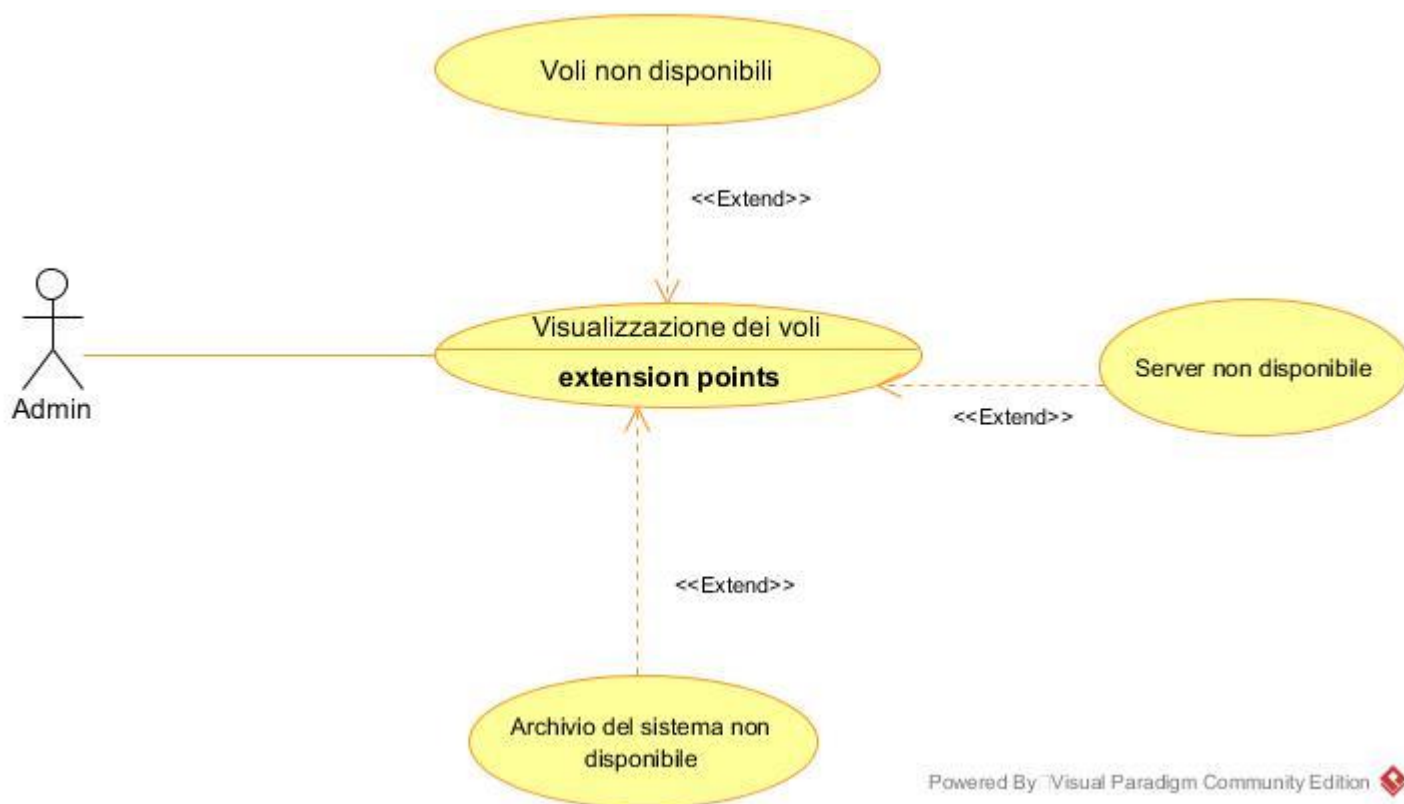 Voli non disponibili
<<Extend>>
Visualizzazione dei voli
extension points
Server non disponibile
<<Extend>>
Admin
<<Extend>>
Archivio del sistema non
disponibile
Powered By Visual Paradigm Community Edition